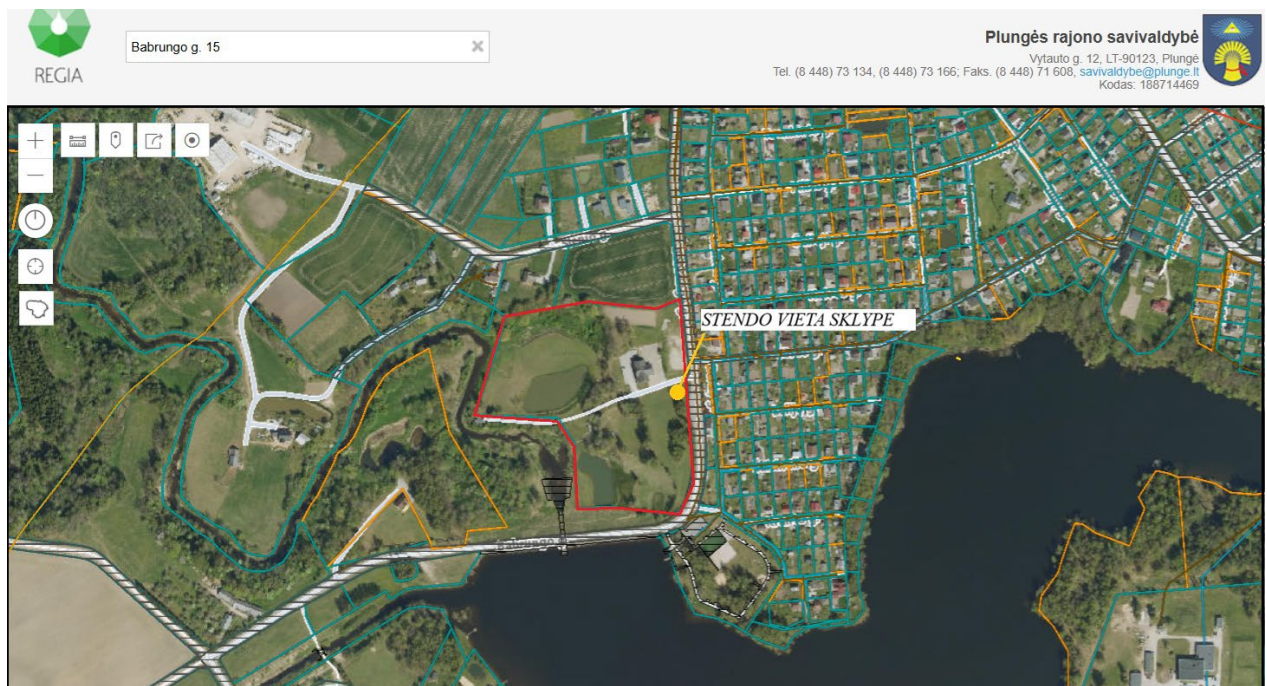 REGIA
Babrungo g. 15
Plungės rajono savivaldybė
Vytauto g. 12, LT-90123, Plungė
Tel. (8 448) 73 134, (8 448) 73 166; Faks. (8 448) 71 608, savivaldybe@plunge.lt
Kodas: 188714469
STENDO VIETA SKLYPE